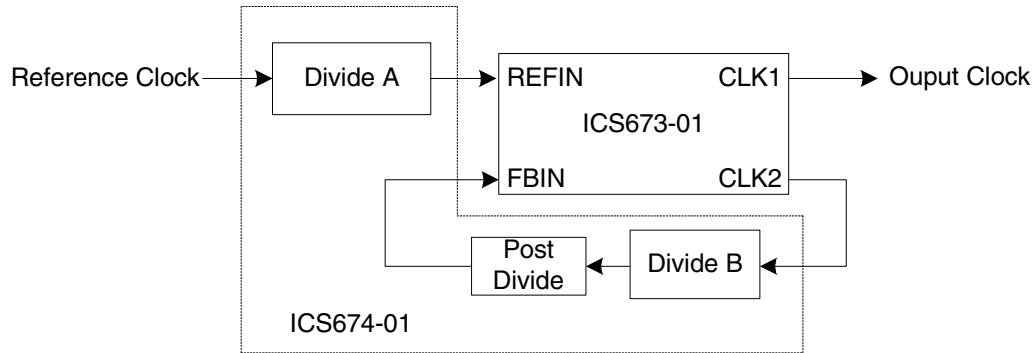 Reference Clock
Divide A
REFIN
CLK1
Ouput Clock
ICS673-01
FBIN
CLK2
Post
Divide
Divide B
ICS674-01